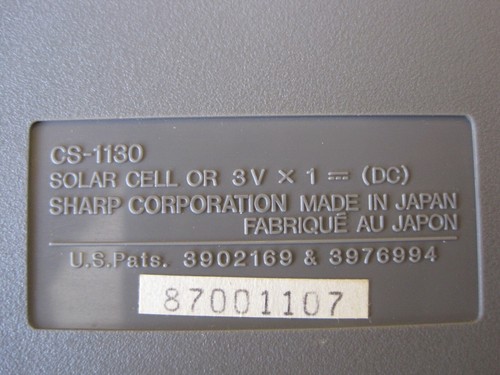 CS-1130
SOLAR CELL OR 3V × 1 ⎓ (DC)
SHARP CORPORATION MADE IN JAPAN
FABRIQUÉ AU JAPON
U.S.Pats. 3902169 & 3976994
87001107